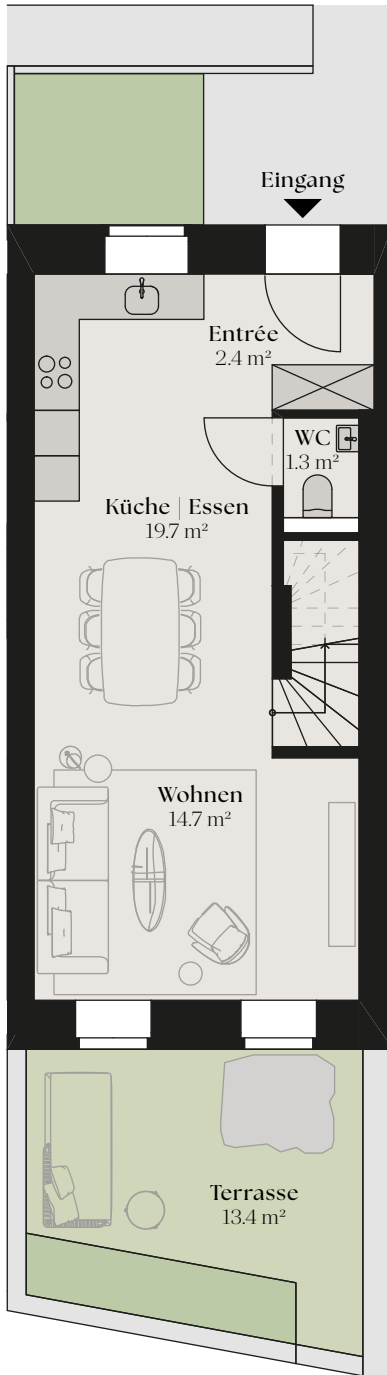 Eingang
Entrée
2.4 m²
WC
1.3 m²
Küche | Essen
19.7 m²
Wohnen
14.7 m²
Terrasse
13.4 m²